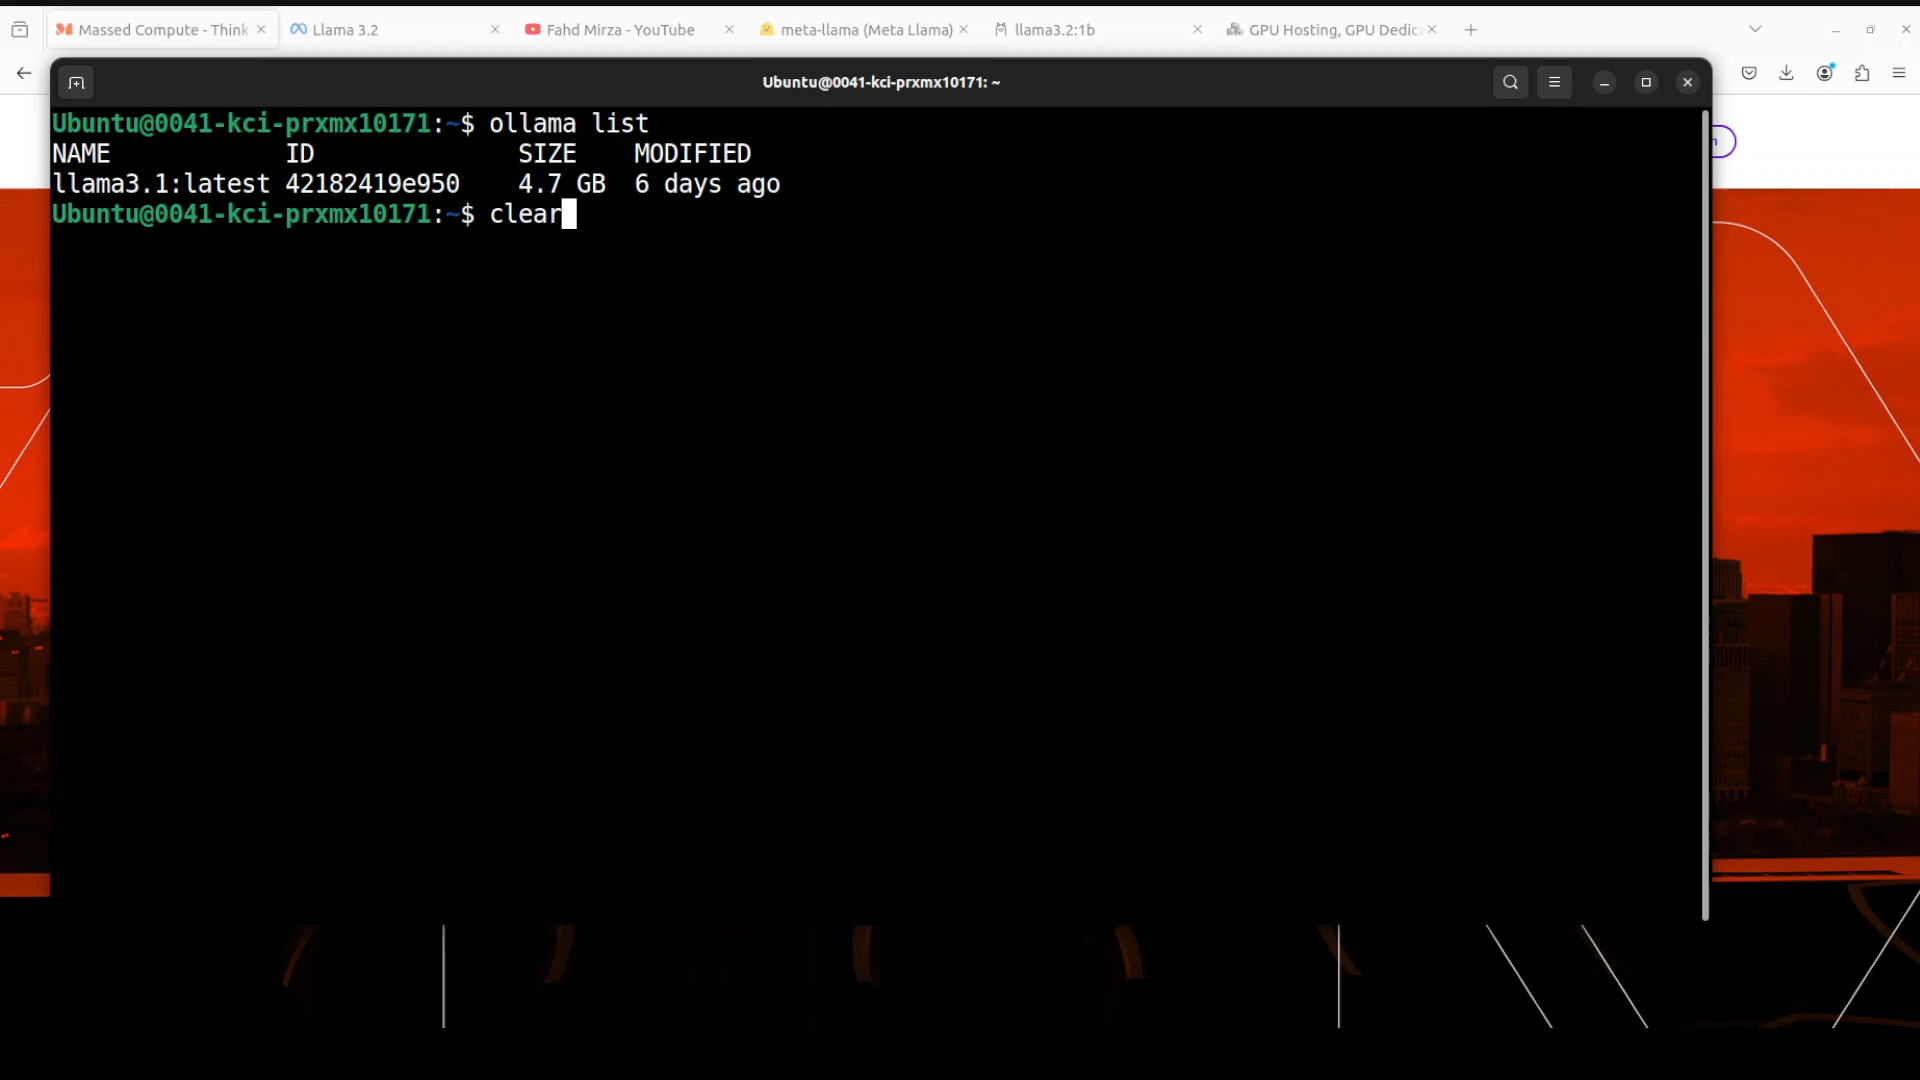 Massed Compute - Think
Llama 3.2
Fahd Mirza - YouTube
meta-llama (Meta Llama)
llama3.2:1b
GPU Hosting, GPU Dedic
Ubuntu@0041-kci-prxmx10171: ~
Ubuntu@0041-kci-prxmx10171:~$ ollama list
NAME ID SIZE MODIFIED
llama3.1:latest 42182419e950 4.7 GB 6 days ago
Ubuntu@0041-kci-prxmx10171:~$ clear